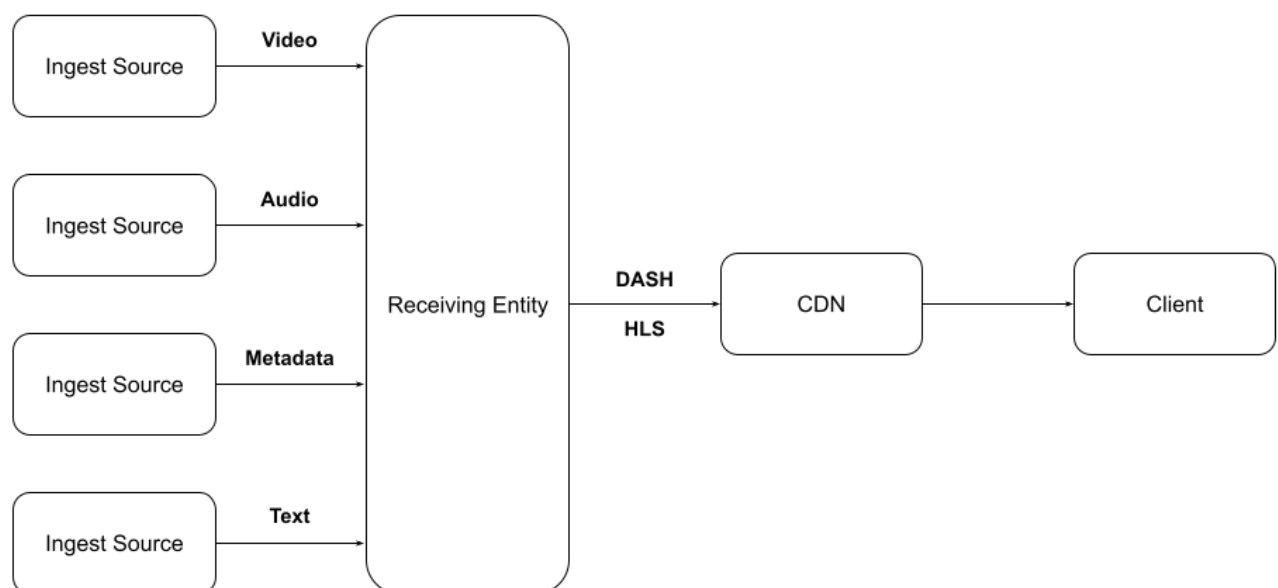 Video
Ingest Source
Audio
Ingest Source
Metadata
Ingest Source
Text
Ingest Source
Receiving Entity
DASH
HLS
CDN
Client